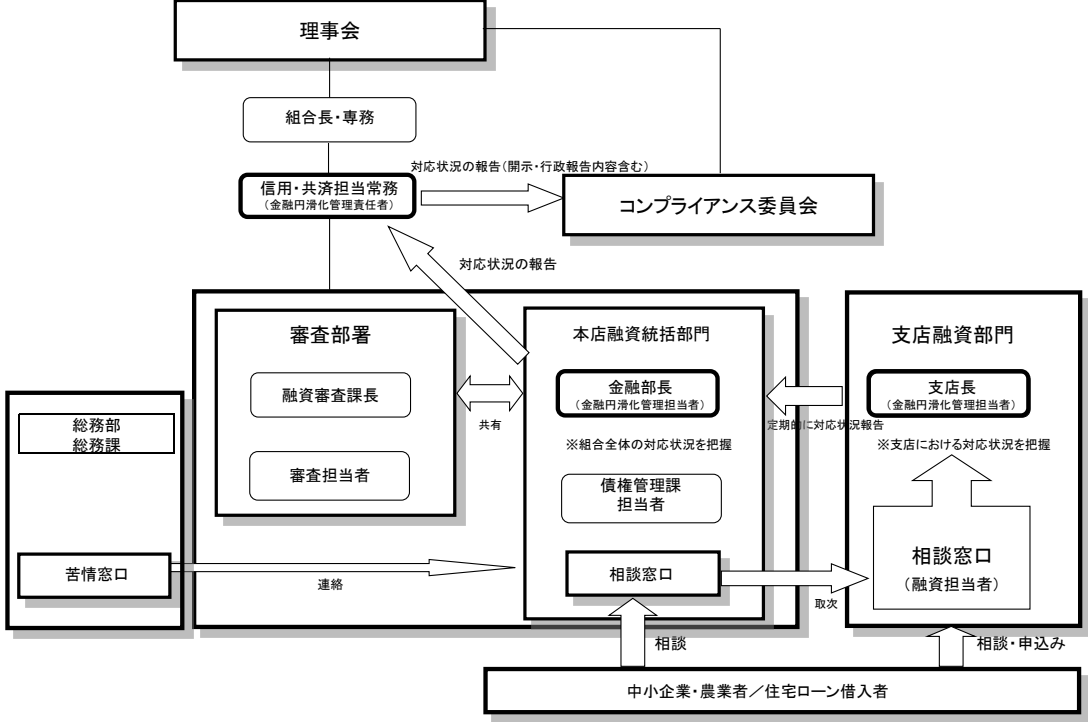 理事会
組合長・専務
対応状況の報告（開示・行政報告内容含む）
信用・共済担当常務
（金融円滑化管理責任者）
コンプライアンス委員会
対応状況の報告
審査部署
融資審査課長
審査担当者
共有
本店融資統括部門
金融部長
（金融円滑化管理担当者）
※組合全体の対応状況を把握
債権管理課
担当者
相談窓口
定期的に対応状況報告
支店融資部門
支店長
（金融円滑化管理担当者）
※支店における対応状況を把握
相談窓口
（融資担当者）
総務部
総務課
苦情窓口
連絡
取次
相談
相談・申込み
中小企業・農業者／住宅ローン借入者